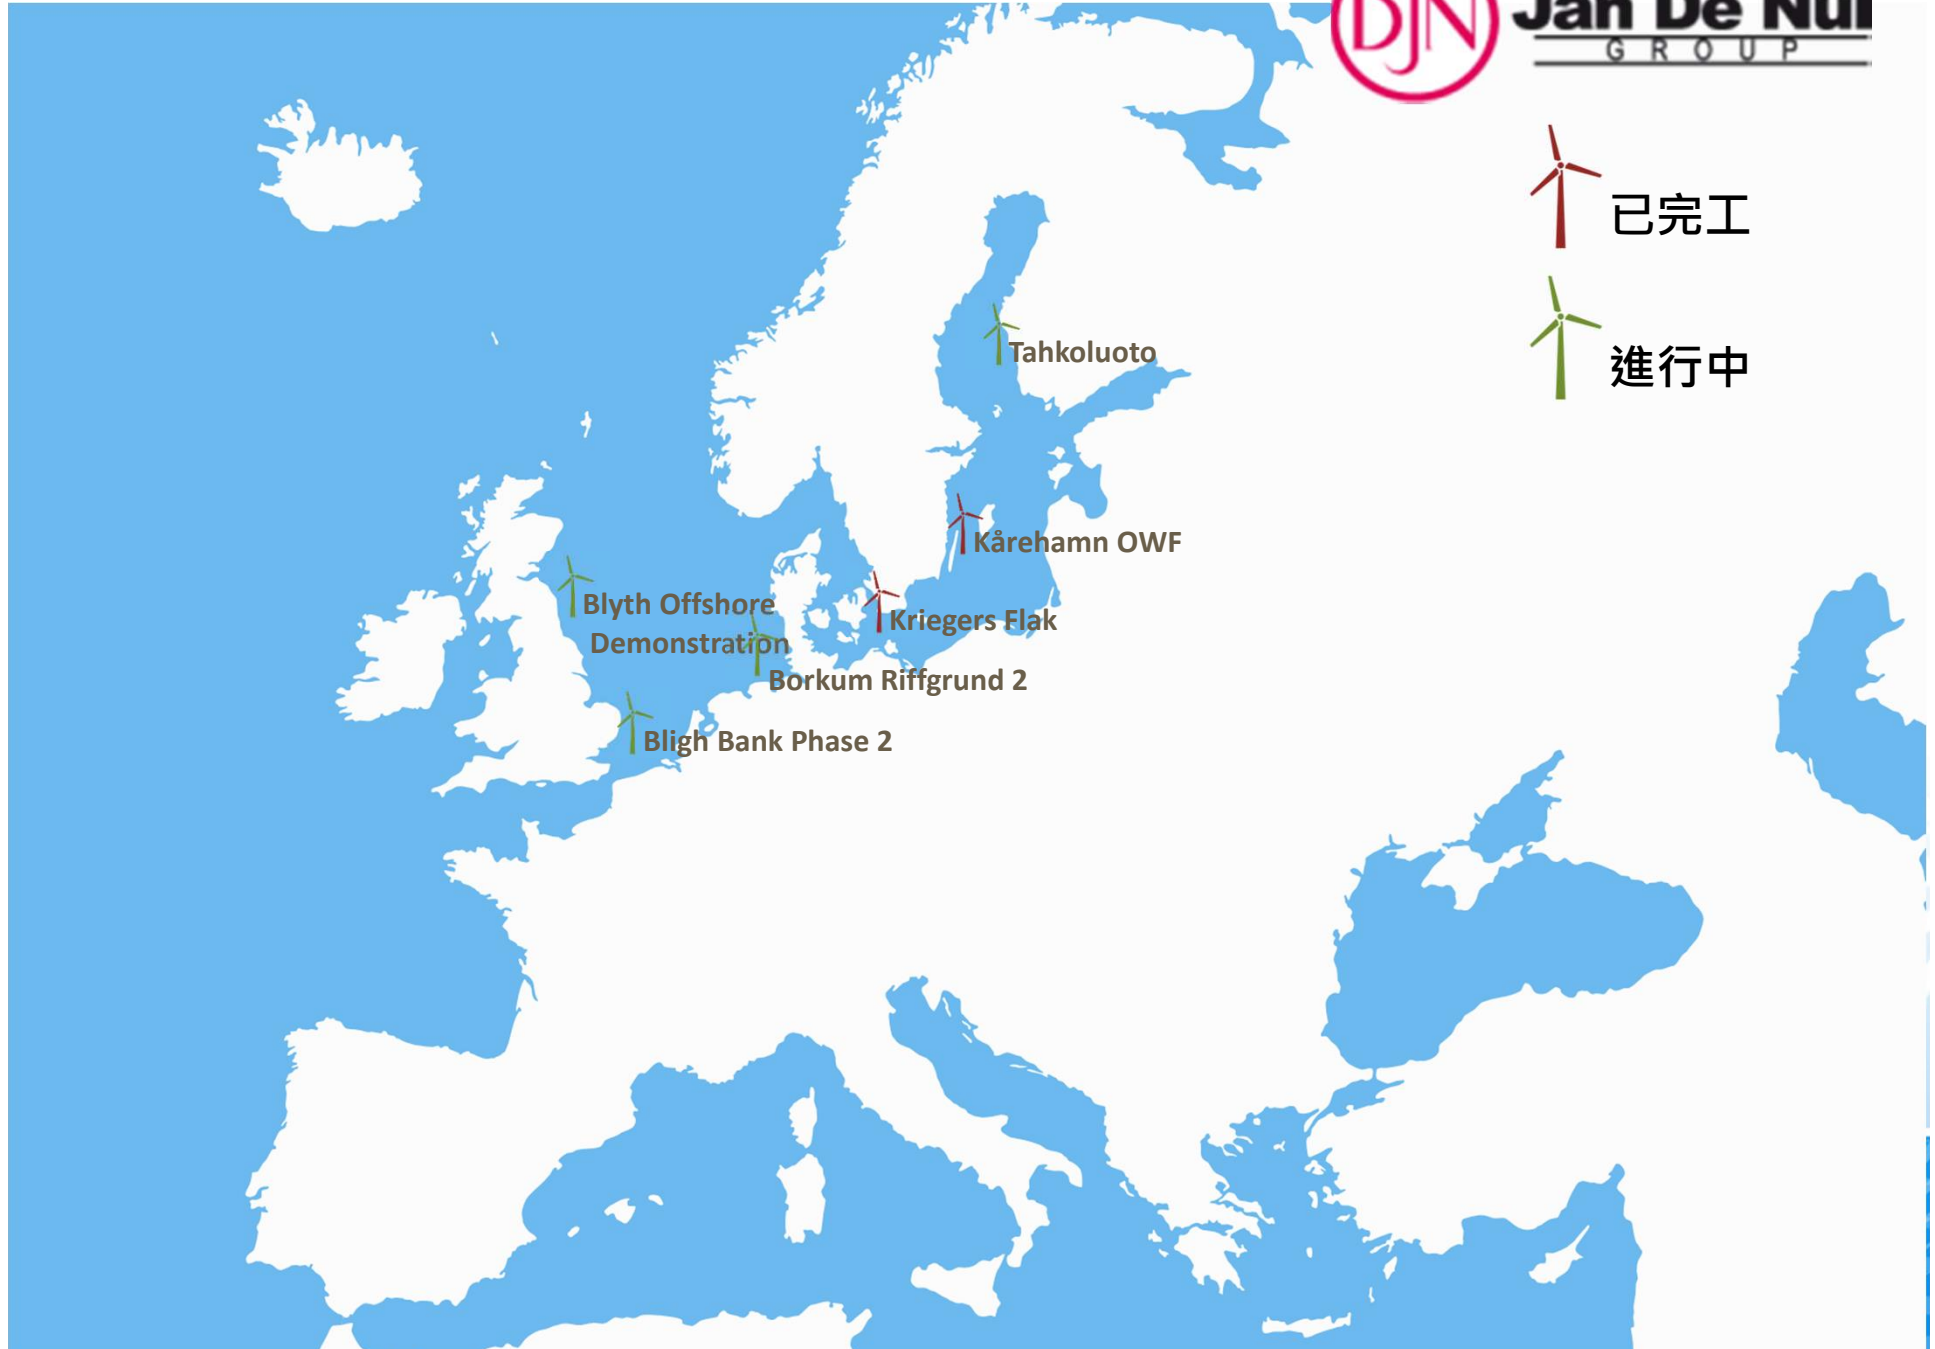 DJN
Jan De Nul
GROUP
已完工
進行中
Tahkoluoto
Kårehamn OWF
Blyth Offshore
Demonstration
Kriegers Flak
Borkum Riffgrund 2
Bligh Bank Phase 2